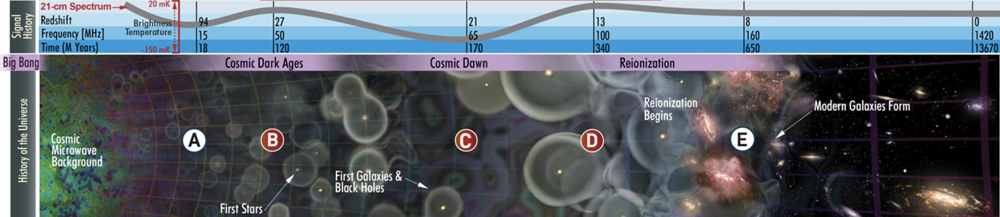 Signal
History
21-cm Spectrum
20 mK
Brightness
Temperature
-150 mK
Redshift 94 27 21 13 8 0
Frequency [MHz] 15 50 65 100 160 1420
Time (M Years) 18 120 170 340 650 13670
Big Bang Cosmic Dark Ages Cosmic Dawn Reionization
History of the Universe
Cosmic
Microwave
Background
A B C D E
First Stars
First Galaxies &
Black Holes
Reionization
Begins
Modern Galaxies Form